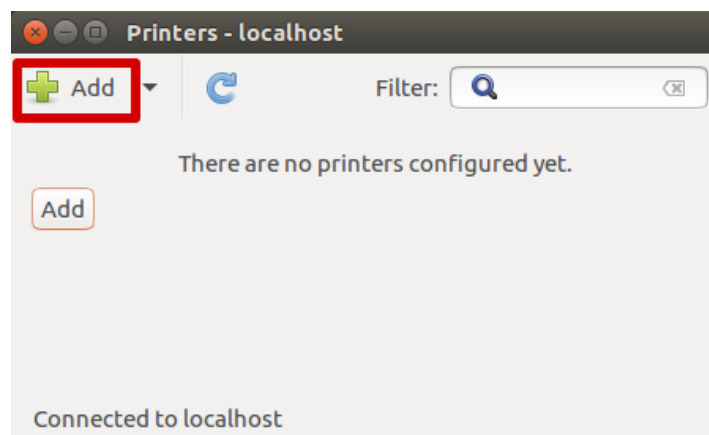 Printers - localhost
Add Filter:
There are no printers configured yet.
Add
Connected to localhost